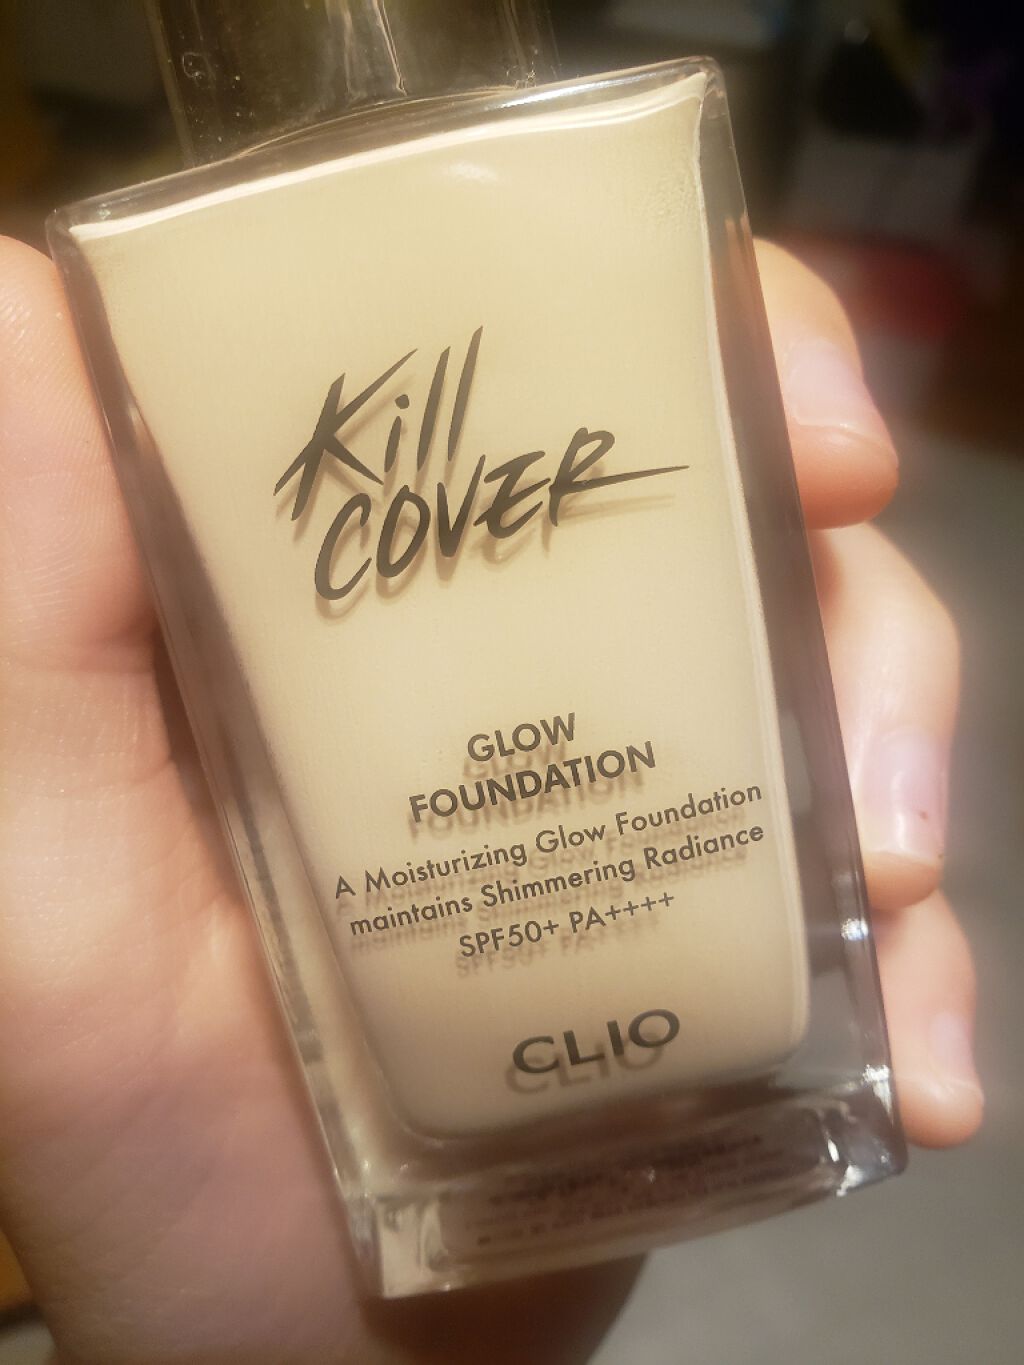 Kill
COVER
GLOW
FOUNDATION
A Moisturizing Glow Foundation
maintains Shimmering Radiance
SPF50+ PA++++
CLIO